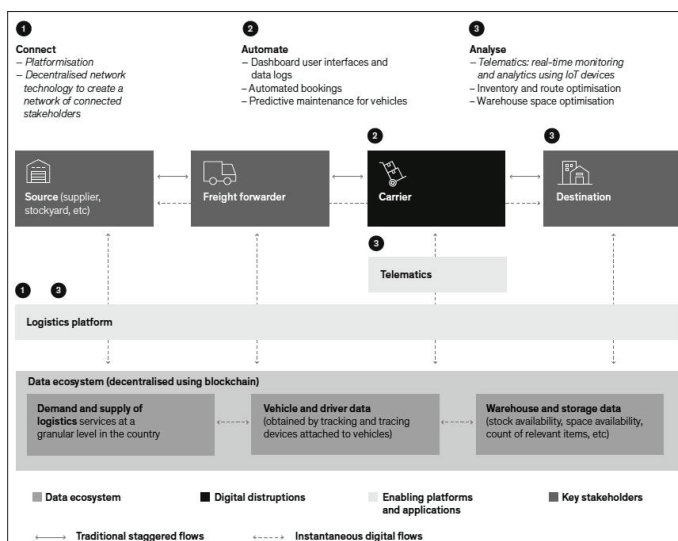 1
Connect
– Platformisation
– Decentralised network
technology to create a
network of connected
stakeholders
2
Automate
– Dashboard user interfaces and
data logs
– Automated bookings
– Predictive maintenance for vehicles
3
Analyse
– Telematics: real-time monitoring
and analytics using IoT devices
– Inventory and route optimisation
– Warehouse space optimisation
Source (supplier,
stockyard, etc)
Freight forwarder
2
Carrier
3
Destination
3
Telematics
1 3
Logistics platform
Data ecosystem (decentralised using blockchain)
Demand and supply of
logistics services at a
granular level in the country
Vehicle and driver data
(obtained by tracking and tracing
devices attached to vehicles)
Warehouse and storage data
(stock availability, space availability,
count of relevant items, etc)
Data ecosystem
Digital distruptions
Enabling platforms
and applications
Key stakeholders
Traditional staggered flows
Instantaneous digital flows